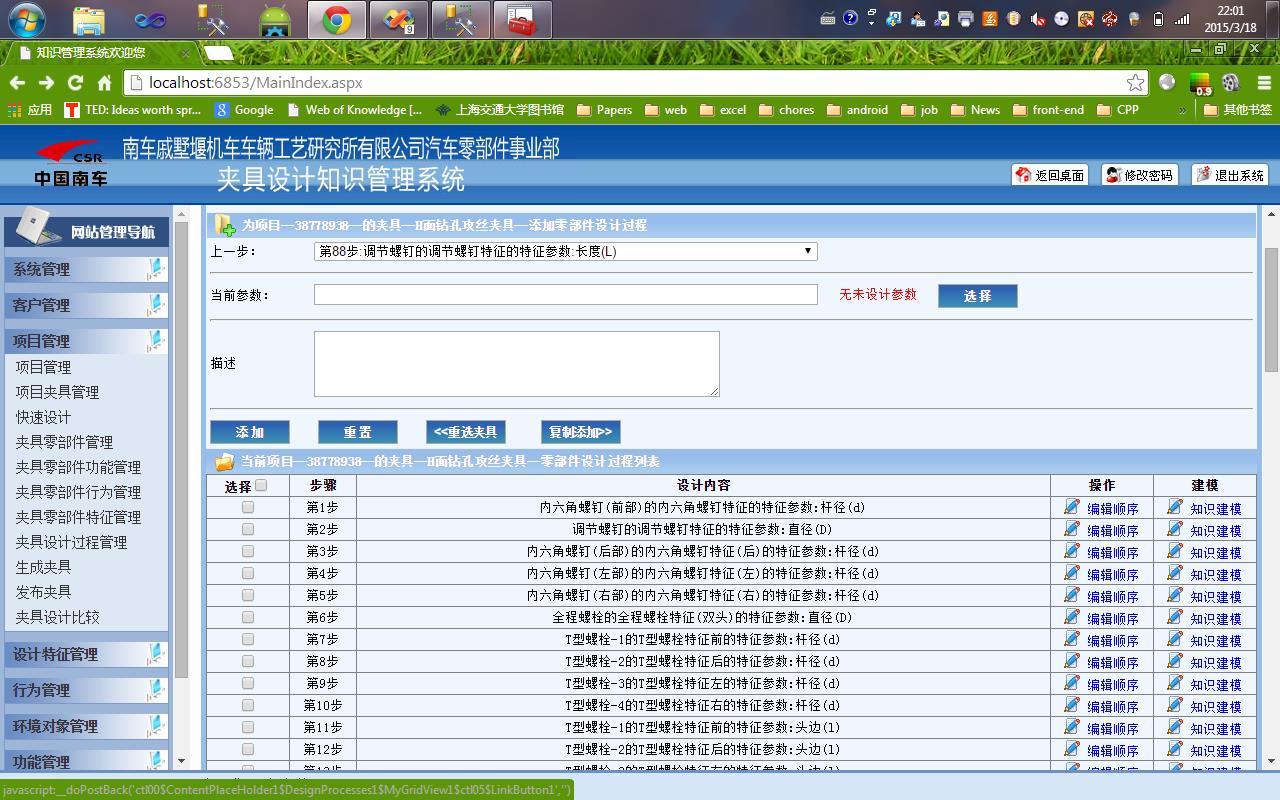 22:01
2015/3/18
知识管理系统欢迎您
localhost:6853/MainIndex.aspx
应用 TED: Ideas worth spr... Google Web of Knowledge [... 上海交通大学图书馆 Papers web excel chores android job News front-end CPP » 其他书签
CSR
中国南车
南车戚墅堰机车车辆工艺研究所有限公司汽车零部件事业部
夹具设计知识管理系统
返回桌面 修改密码 退出系统
网站管理导航
系统管理
客户管理
项目管理
项目管理
项目夹具管理
快速设计
夹具零部件管理
夹具零部件功能管理
夹具零部件行为管理
夹具零部件特征管理
夹具设计过程管理
生成夹具
发布夹具
夹具设计比较
设计特征管理
行为管理
环境对象管理
功能管理
为项目—38778938—的夹具—II面钻孔攻丝夹具—添加零部件设计过程
上一步: 第88步:调节螺钉的调节螺钉特征的特征参数:长度(L)
当前参数: 无未设计参数 选择
描述
添加 重置 <<重选夹具 复制添加>>
当前项目—38778938—的夹具—II面钻孔攻丝夹具—零部件设计过程列表
选择 步骤 设计内容 操作 建模
第1步 内六角螺钉(前部)的内六角螺钉特征的特征参数:杆径(d) 编辑顺序 知识建模
第2步 调节螺钉的调节螺钉特征的特征参数:直径(D) 编辑顺序 知识建模
第3步 内六角螺钉(后部)的内六角螺钉特征(后)的特征参数:杆径(d) 编辑顺序 知识建模
第4步 内六角螺钉(左部)的内六角螺钉特征(左)的特征参数:杆径(d) 编辑顺序 知识建模
第5步 内六角螺钉(右部)的内六角螺钉特征(右)的特征参数:杆径(d) 编辑顺序 知识建模
第6步 全程螺栓的全程螺栓特征(双头)的特征参数:直径(D) 编辑顺序 知识建模
第7步 T型螺栓-1的T型螺栓特征前的特征参数:杆径(d) 编辑顺序 知识建模
第8步 T型螺栓-2的T型螺栓特征后的特征参数:杆径(d) 编辑顺序 知识建模
第9步 T型螺栓-3的T型螺栓特征左的特征参数:杆径(d) 编辑顺序 知识建模
第10步 T型螺栓-4的T型螺栓特征右的特征参数:杆径(d) 编辑顺序 知识建模
第11步 T型螺栓-1的T型螺栓特征前的特征参数:头边(l) 编辑顺序 知识建模
第12步 T型螺栓-2的T型螺栓特征后的特征参数:头边(l) 编辑顺序 知识建模
javascript:__doPostBack('ctl00$ContentPlaceHolder1$DesignProcesses1$MyGridView1$ctl05$LinkButton1','')